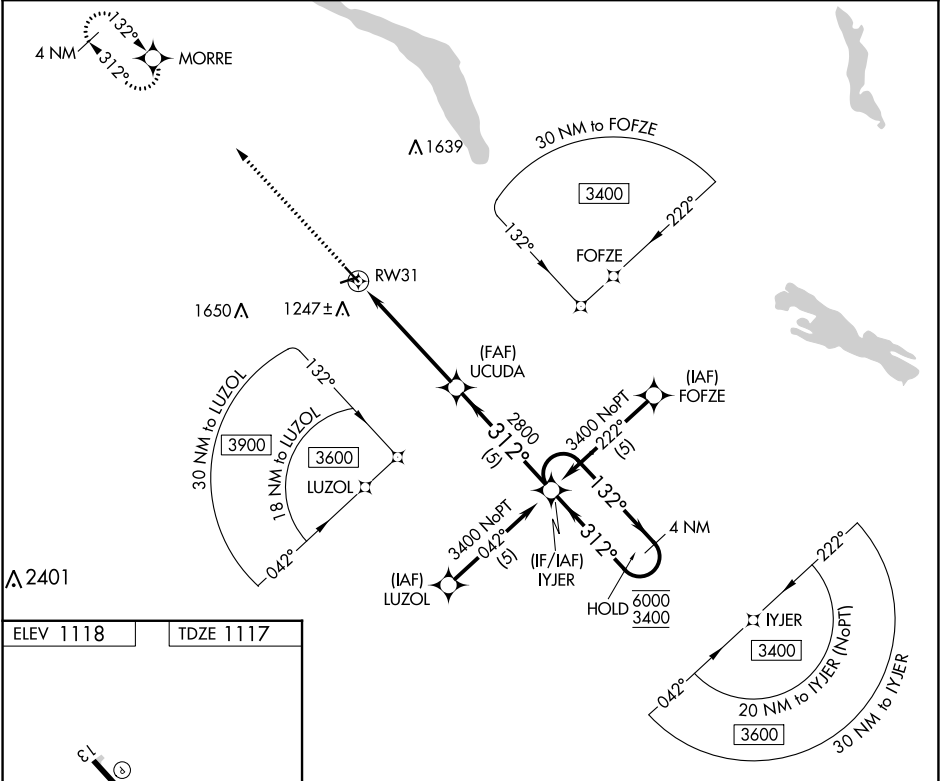 132°
4 NM
312°
MORRE
1639
30 NM to FOFZE
3400
132°
222°
FOFZE
RW31
1650
1247±
(FAF)
UCUDA
(IAF)
FOFZE
3400 NoPT
222°
(5)
2800
312°
(5)
30 NM to LUZOL
3900
132°
18 NM to LUZOL
3600
LUZOL
042°
132°
312°
4 NM
3400 NoPT
042°
(5)
(IF/IAF)
IYJER
(IAF)
LUZOL
HOLD 6000
3400
2401
222°
IYJER
3400
042°
20 NM to IYJER (NoPT)
3600
30 NM to IYJER
ELEV 1118
TDZE 1117
13
P